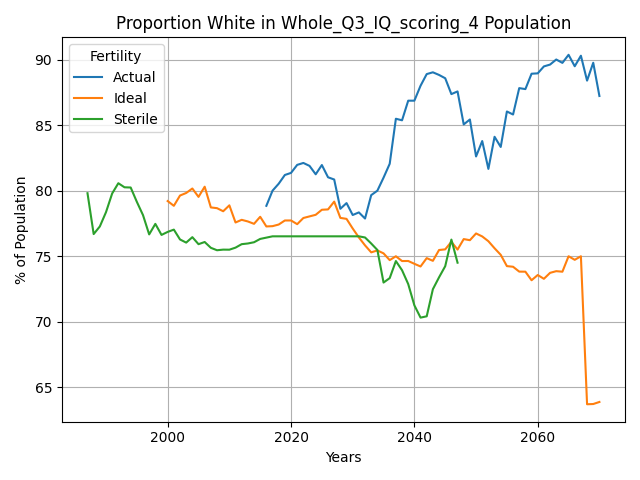 Proportion White in Whole_Q3_IQ_scoring_4 Population
Fertility
Actual
Ideal
Sterile
% of Population
90
85
80
75
70
65
2000
2020
2040
2060
Years